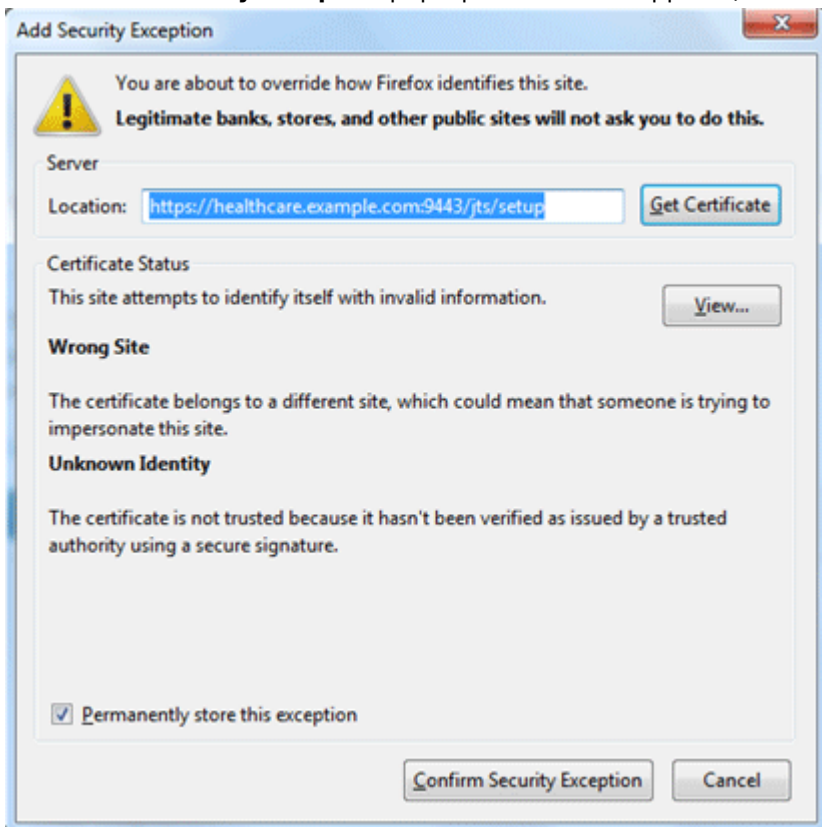 Add Security Exception
You are about to override how Firefox identifies this site.
Legitimate banks, stores, and other public sites will not ask you to do this.
Server
Location: https://healthcare.example.com:9443/jts/setup Get Certificate
Certificate Status
This site attempts to identify itself with invalid information. View...
Wrong Site
The certificate belongs to a different site, which could mean that someone is trying to
impersonate this site.
Unknown Identity
The certificate is not trusted because it hasn't been verified as issued by a trusted
authority using a secure signature.
Permanently store this exception
Confirm Security Exception Cancel